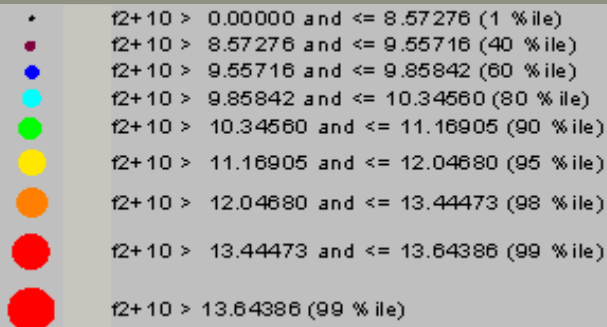 f2+10 > 0.00000 and <= 8.57276 (1 %ile)
f2+10 > 8.57276 and <= 9.55716 (40 %ile)
f2+10 > 9.55716 and <= 9.85842 (60 %ile)
f2+10 > 9.85842 and <= 10.34560 (80 %ile)
f2+10 > 10.34560 and <= 11.16905 (90 %ile)
f2+10 > 11.16905 and <= 12.04680 (95 %ile)
f2+10 > 12.04680 and <= 13.44473 (98 %ile)
f2+10 > 13.44473 and <= 13.64386 (99 %ile)
f2+10 > 13.64386 (99 %ile)